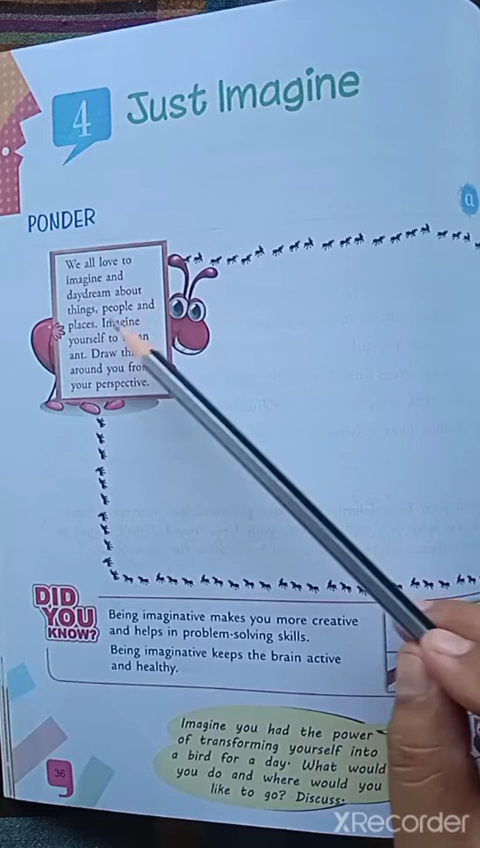 4
Just Imagine
a
PONDER
We all love to
imagine and
daydream about
things, people and
places. Imagine
yourself to an
ant. Draw
around you from
your perspective.
DID
YOU
KNOW?
Being imaginative makes you more creative
and helps in problem-solving skills.
Being imaginative keeps the brain active
and healthy.
Imagine you had the power
of transforming yourself into
a bird for a day. What would
you do and where would you
like to go? Discuss.
36
XRecorder